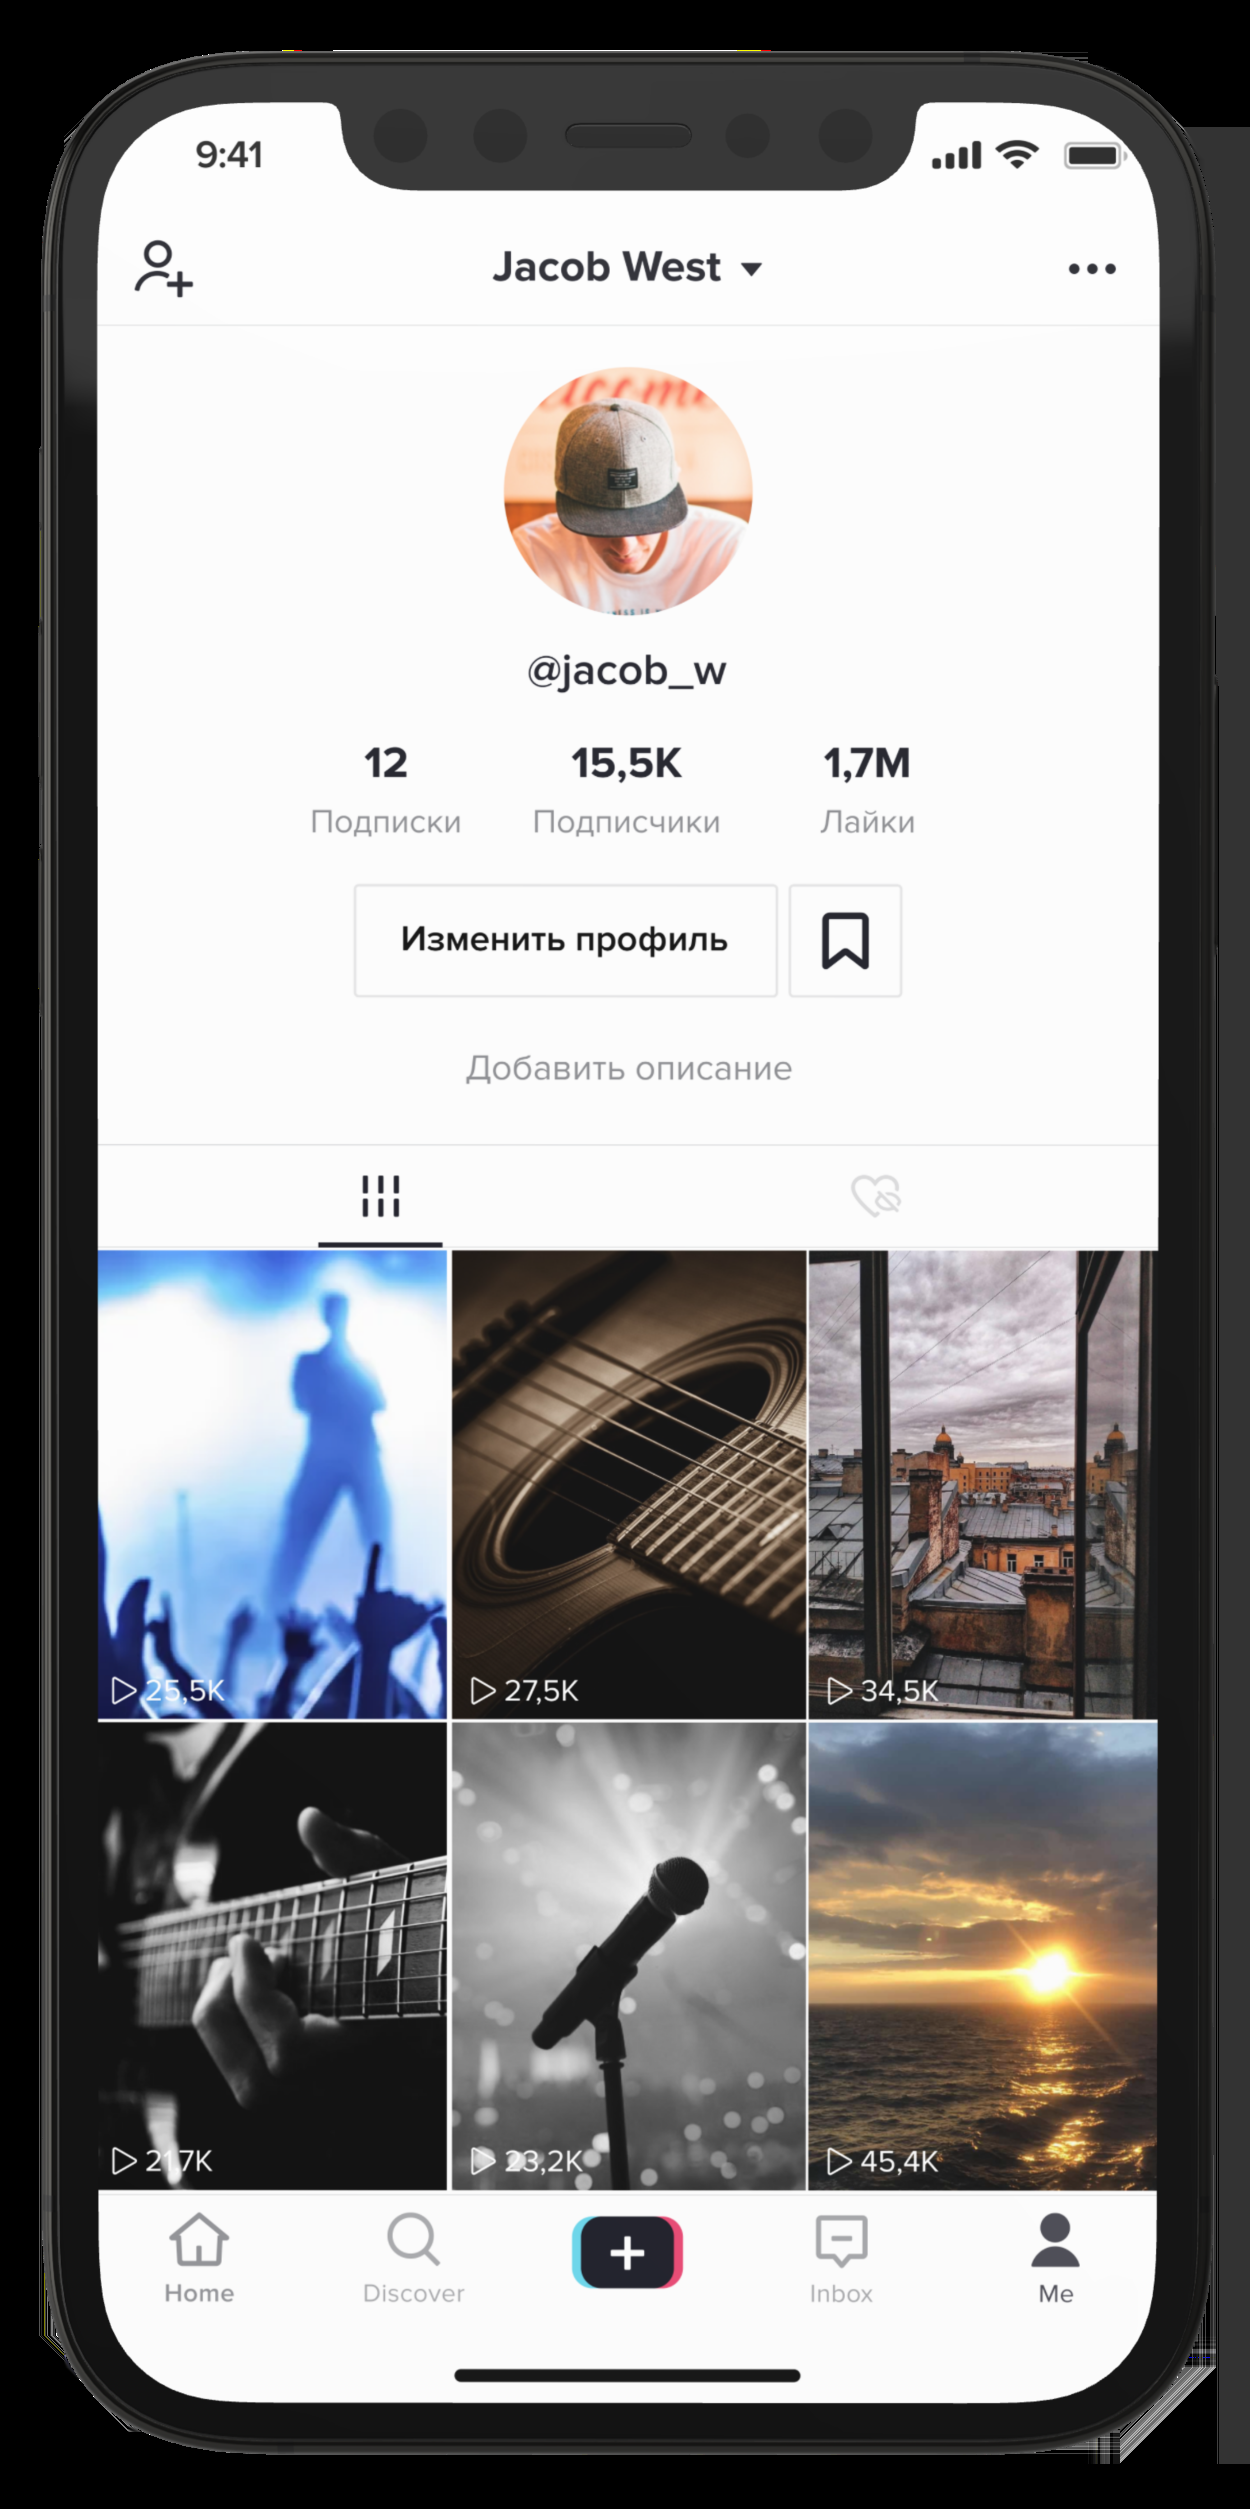 9:41
Jacob West
@jacob_w
12 15,5K 1,7M
Подписки Подписчики Лайки
Изменить профиль
Добавить описание
25,5K 27,5K 34,5K
21,7K 23,2K 45,4K
Home Discover Inbox Me